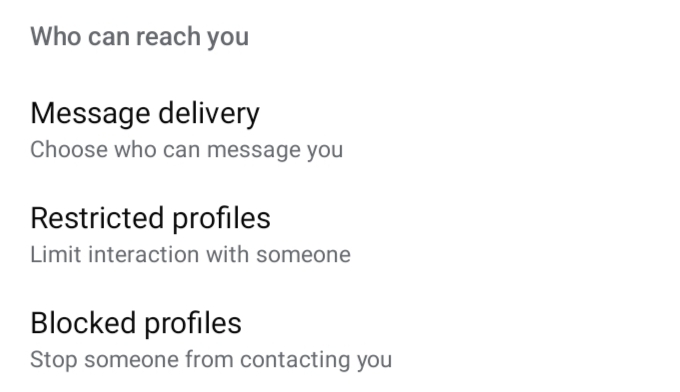 Who can reach you
Message delivery
Choose who can message you
Restricted profiles
Limit interaction with someone
Blocked profiles
Stop someone from contacting you